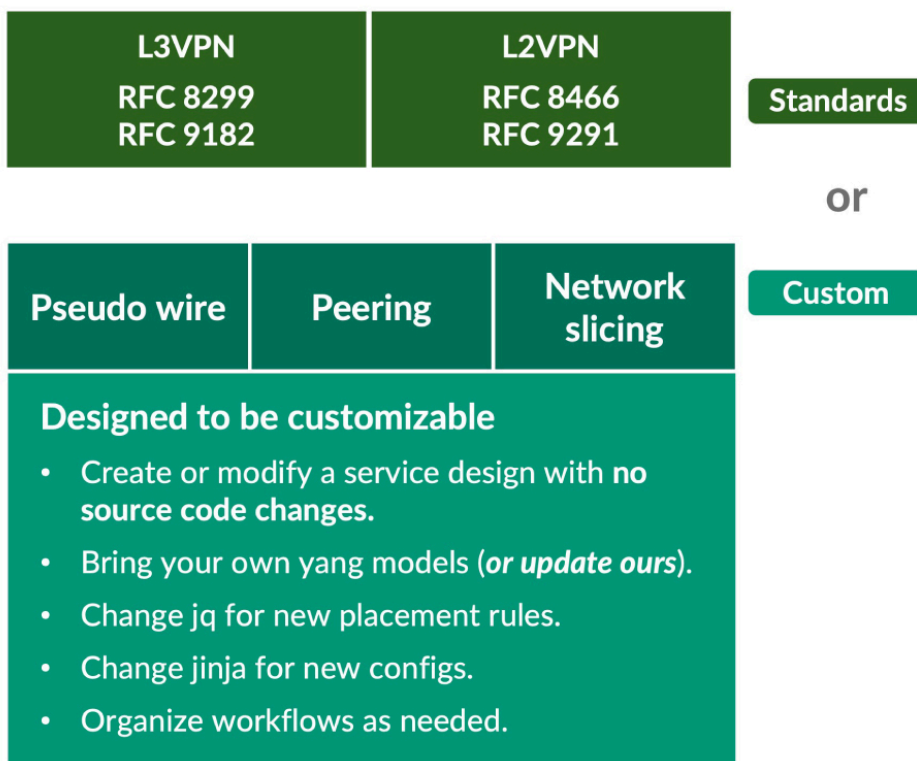 L3VPN
RFC 8299
RFC 9182
L2VPN
RFC 8466
RFC 9291
Standards
or
Pseudo wire
Peering
Network
slicing
Custom
Designed to be customizable
• Create or modify a service design with no
source code changes.
• Bring your own yang models (or update ours).
• Change jq for new placement rules.
• Change jinja for new configs.
• Organize workflows as needed.